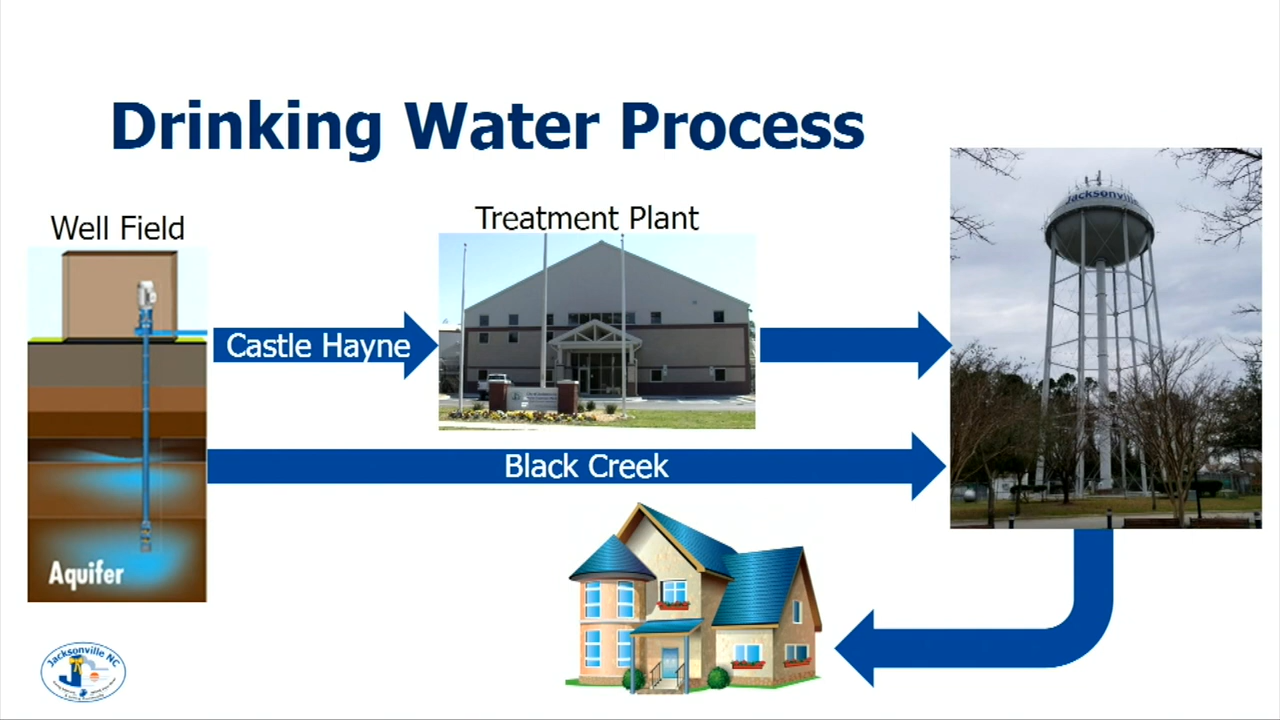 Drinking Water Process
Well Field
Treatment Plant
Jacksonville
Castle Hayne
Black Creek
Aquifer
Jacksonville NC